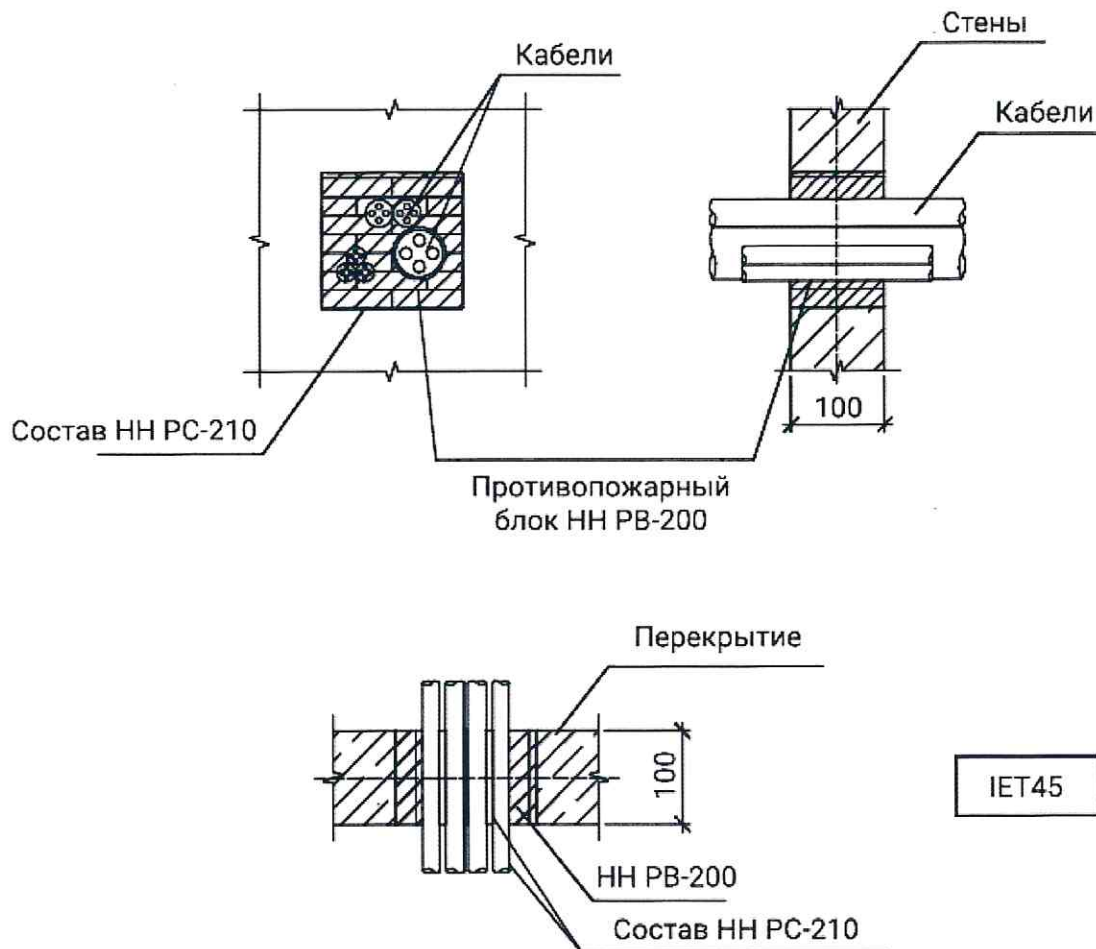 Стены
Кабели
Кабели
Состав НН РС-210
100
Противопожарный
блок НН РВ-200
Перекрытие
100
IET45
НН РВ-200
Состав НН РС-210